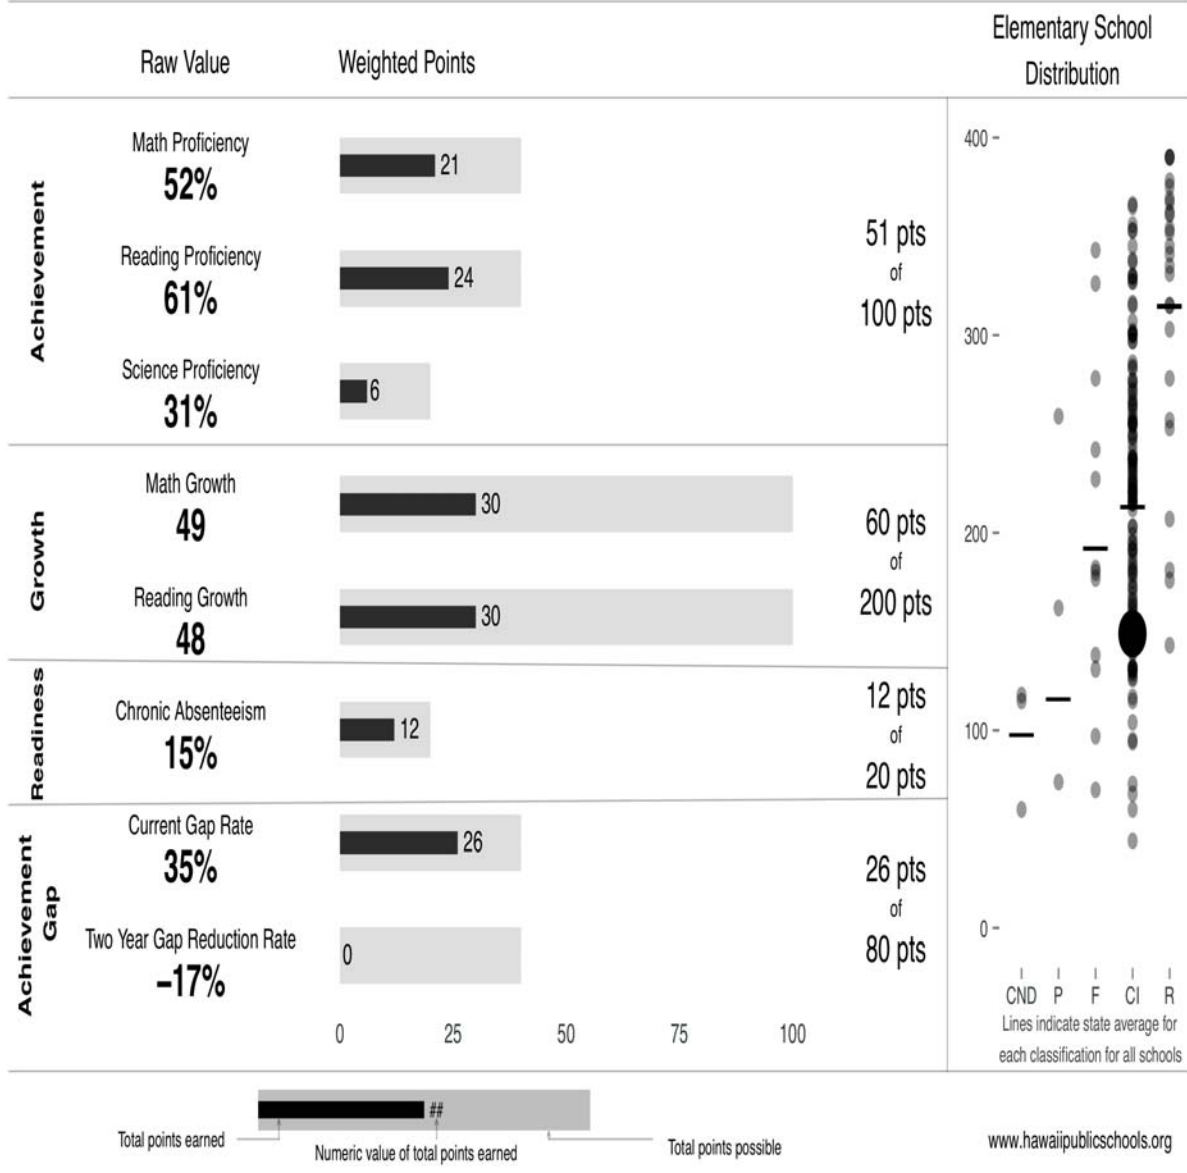 Raw Value
Weighted Points
Elementary School
Distribution
Achievement
Math Proficiency
52%
21
Reading Proficiency
61%
24
Science Proficiency
31%
6
51 pts
of
100 pts
Growth
Math Growth
49
30
Reading Growth
48
30
60 pts
of
200 pts
Readiness
Chronic Absenteeism
15%
12
12 pts
of
20 pts
Achievement
Gap
Current Gap Rate
35%
26
Two Year Gap Reduction Rate
−17%
0
26 pts
of
80 pts
0 25 50 75 100
400
300
200
100
0
CND P F CI R
Lines indicate state average for
each classification for all schools
##
Total points earned
Numeric value of total points earned
Total points possible
www.hawaiipublicschools.org